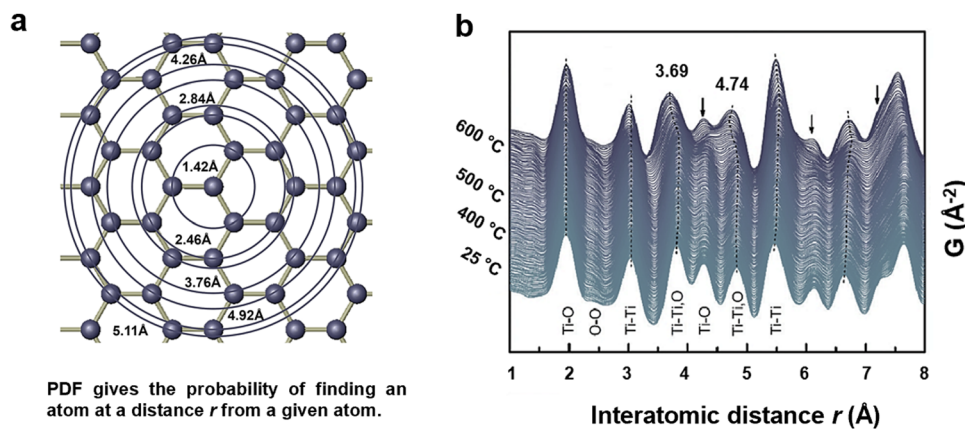 a
4.26Å
2.84Å
1.42Å
2.46Å
3.76Å
4.92Å
5.11Å
PDF gives the probability of finding an
atom at a distance r from a given atom.
b
3.69
4.74
600 °C
500 °C
400 °C
25 °C
Ti-O
O-O
Ti-Ti
Ti-Ti,O
Ti-O
Ti-Ti,O
Ti-Ti
1 2 3 4 5 6 7 8
Interatomic distance r (Å)
G (Å-2)